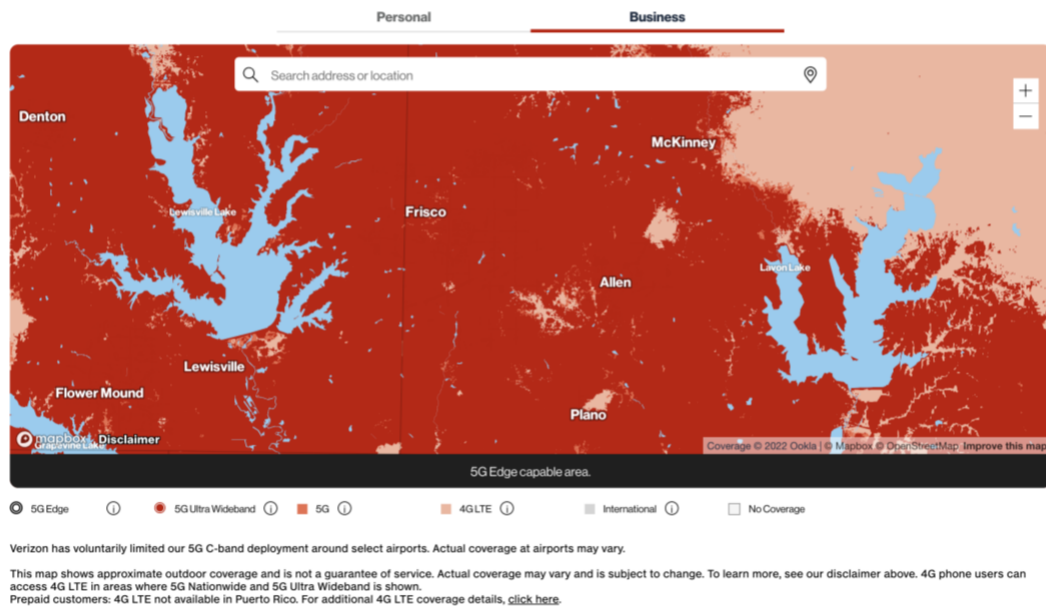 Personal
Business
Search address or location
+
−
Denton
McKinney
Lewisville Lake
Frisco
Lavon Lake
Allen
Lewisville
Flower Mound
Plano
mapbox Disclaimer
Grapevine Lake
Coverage © 2022 Ookla | © Mapbox © OpenStreetMap Improve this map
5G Edge capable area.
5G Edge 5G Ultra Wideband 5G 4G LTE International No Coverage
Verizon has voluntarily limited our 5G C-band deployment around select airports. Actual coverage at airports may vary.
This map shows approximate outdoor coverage and is not a guarantee of service. Actual coverage may vary and is subject to change. To learn more, see our disclaimer above. 4G phone users can
access 4G LTE in areas where 5G Nationwide and 5G Ultra Wideband is shown.
Prepaid customers: 4G LTE not available in Puerto Rico. For additional 4G LTE coverage details, click here.